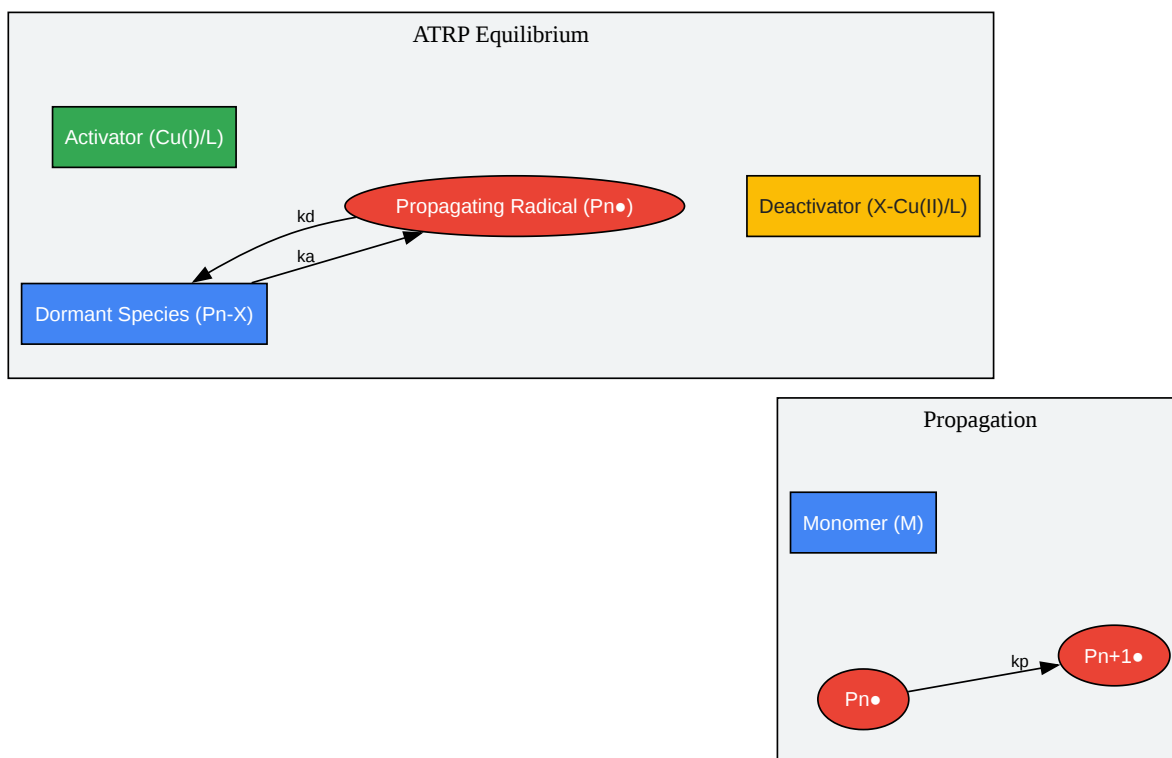 ATRP Equilibrium
Activator (Cu(I)/L)
Propagating Radical (Pn●)
Deactivator (X-Cu(II)/L)
kd
ka
Dormant Species (Pn-X)
Propagation
Monomer (M)
Pn+1●
kp
Pn●